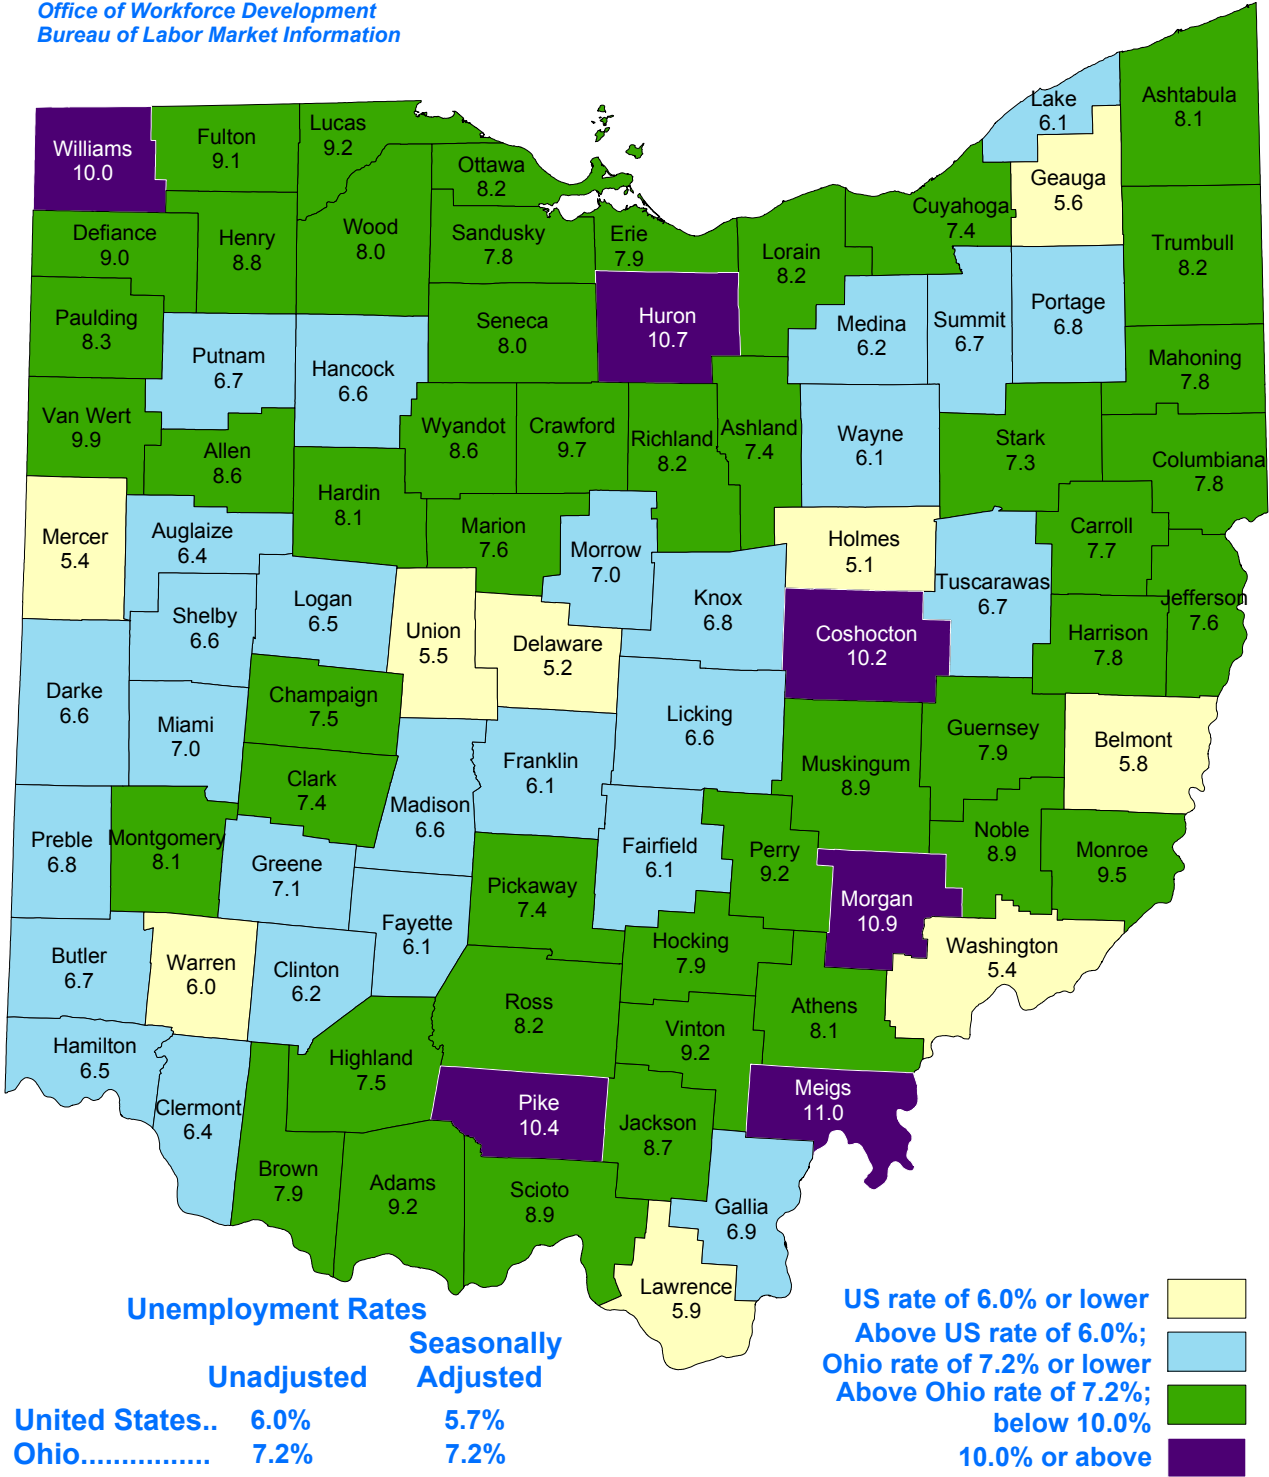 Office of Workforce Development
Bureau of Labor Market Information
Williams
10.0
Fulton
9.1
Lucas
9.2
Ottawa
8.2
Lake
6.1
Ashtabula
8.1
Geauga
5.6
Cuyahoga
7.4
Defiance
9.0
Henry
8.8
Wood
8.0
Sandusky
7.8
Erie
7.9
Lorain
8.2
Trumbull
8.2
Paulding
8.3
Putnam
6.7
Hancock
6.6
Seneca
8.0
Huron
10.7
Medina
6.2
Summit
6.7
Portage
6.8
Mahoning
7.8
Van Wert
9.9
Allen
8.6
Wyandot
8.6
Crawford
9.7
Richland
8.2
Ashland
7.4
Wayne
6.1
Stark
7.3
Columbiana
7.8
Mercer
5.4
Auglaize
6.4
Hardin
8.1
Marion
7.6
Morrow
7.0
Holmes
5.1
Carroll
7.7
Tuscarawas
6.7
Jefferson
7.6
Shelby
6.6
Logan
6.5
Union
5.5
Delaware
5.2
Knox
6.8
Coshocton
10.2
Harrison
7.8
Darke
6.6
Miami
7.0
Champaign
7.5
Licking
6.6
Guernsey
7.9
Belmont
5.8
Clark
7.4
Madison
6.6
Franklin
6.1
Muskingum
8.9
Preble
6.8
Montgomery
8.1
Greene
7.1
Fairfield
6.1
Perry
9.2
Noble
8.9
Monroe
9.5
Pickaway
7.4
Morgan
10.9
Fayette
6.1
Butler
6.7
Warren
6.0
Clinton
6.2
Hocking
7.9
Washington
5.4
Ross
8.2
Athens
8.1
Vinton
9.2
Hamilton
6.5
Highland
7.5
Clermont
6.4
Pike
10.4
Meigs
11.0
Jackson
8.7
Brown
7.9
Adams
9.2
Scioto
8.9
Gallia
6.9
Lawrence
5.9
Unemployment Rates
Seasonally
Unadjusted Adjusted
United States.. 6.0% 5.7%
Ohio............... 7.2% 7.2%
US rate of 6.0% or lower
Above US rate of 6.0%;
Ohio rate of 7.2% or lower
Above Ohio rate of 7.2%;
below 10.0%
10.0% or above